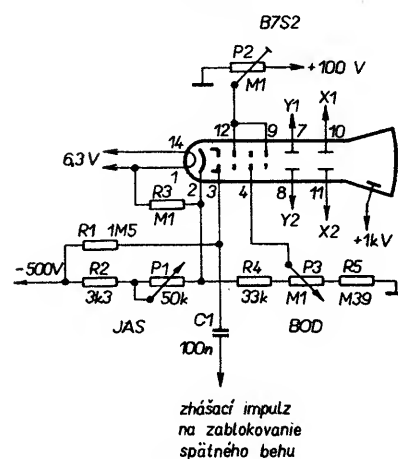 B7S2
P2
+100 V
M1
Y1
X1
12
9
7
10
14
6,3 V
1
2
3
4
8
11
Y2
X2
+1kV
R3
M1
R1 1M5
-500V
R2
3k3
P1
50k
R4
33k
P3
M1
R5
M39
JAS
C1
100n
BOD
zhášací impulz
na zablokovanie
spätného behu